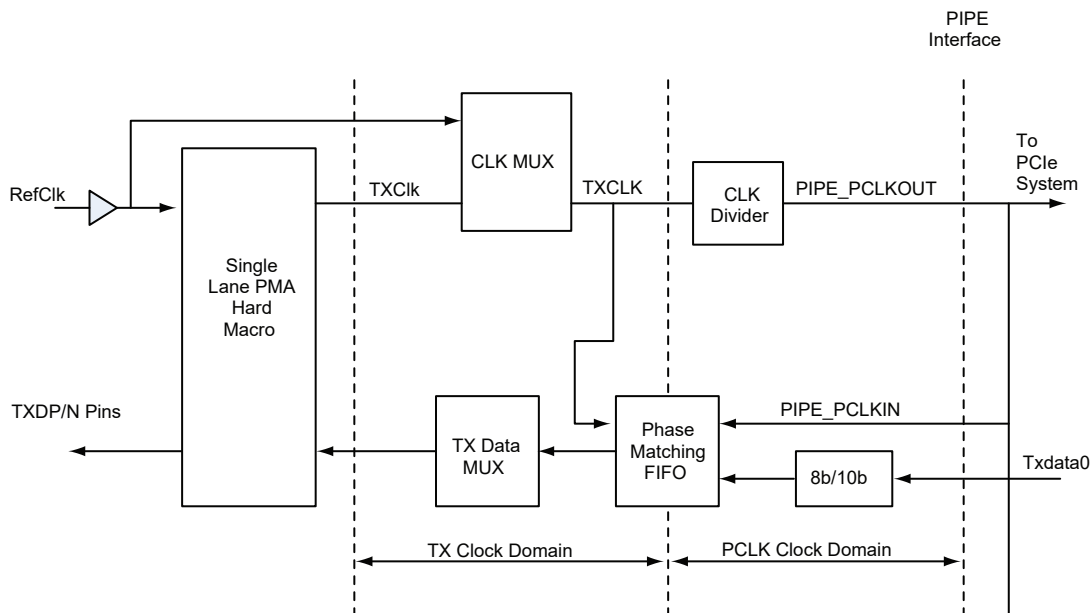 PIPE
Interface
To
PCIe
System
CLK MUX
RefClk
TXClk
TXCLK
CLK
Divider
PIPE_PCLKOUT
Single
Lane PMA
Hard
Macro
TXDP/N Pins
TX Data
MUX
Phase
Matching
FIFO
PIPE_PCLKIN
8b/10b
Txdata0
TX Clock Domain
PCLK Clock Domain